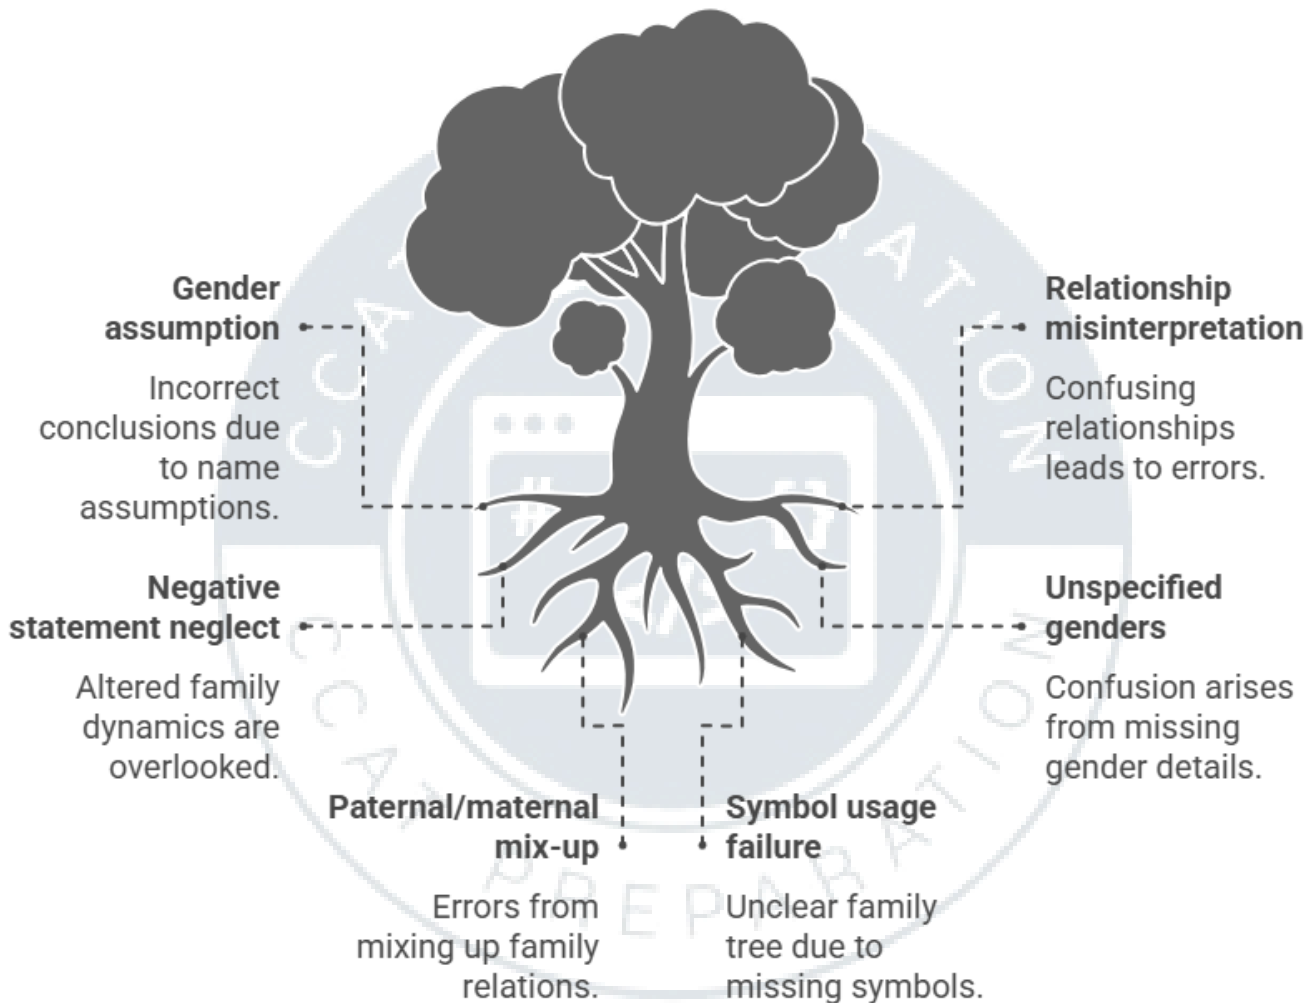 Gender
assumption
Incorrect
conclusions due
to name
assumptions.
Negative
statement neglect
Altered family
dynamics are
overlooked.
Paternal/maternal
mix-up
Errors from
mixing up family
relations.
Symbol usage
failure
Unclear family
tree due to
missing symbols.
Unspecified
genders
Confusion arises
from missing
gender details.
Relationship
misinterpretation
Confusing
relationships
leads to errors.
CCAT PREPARATION